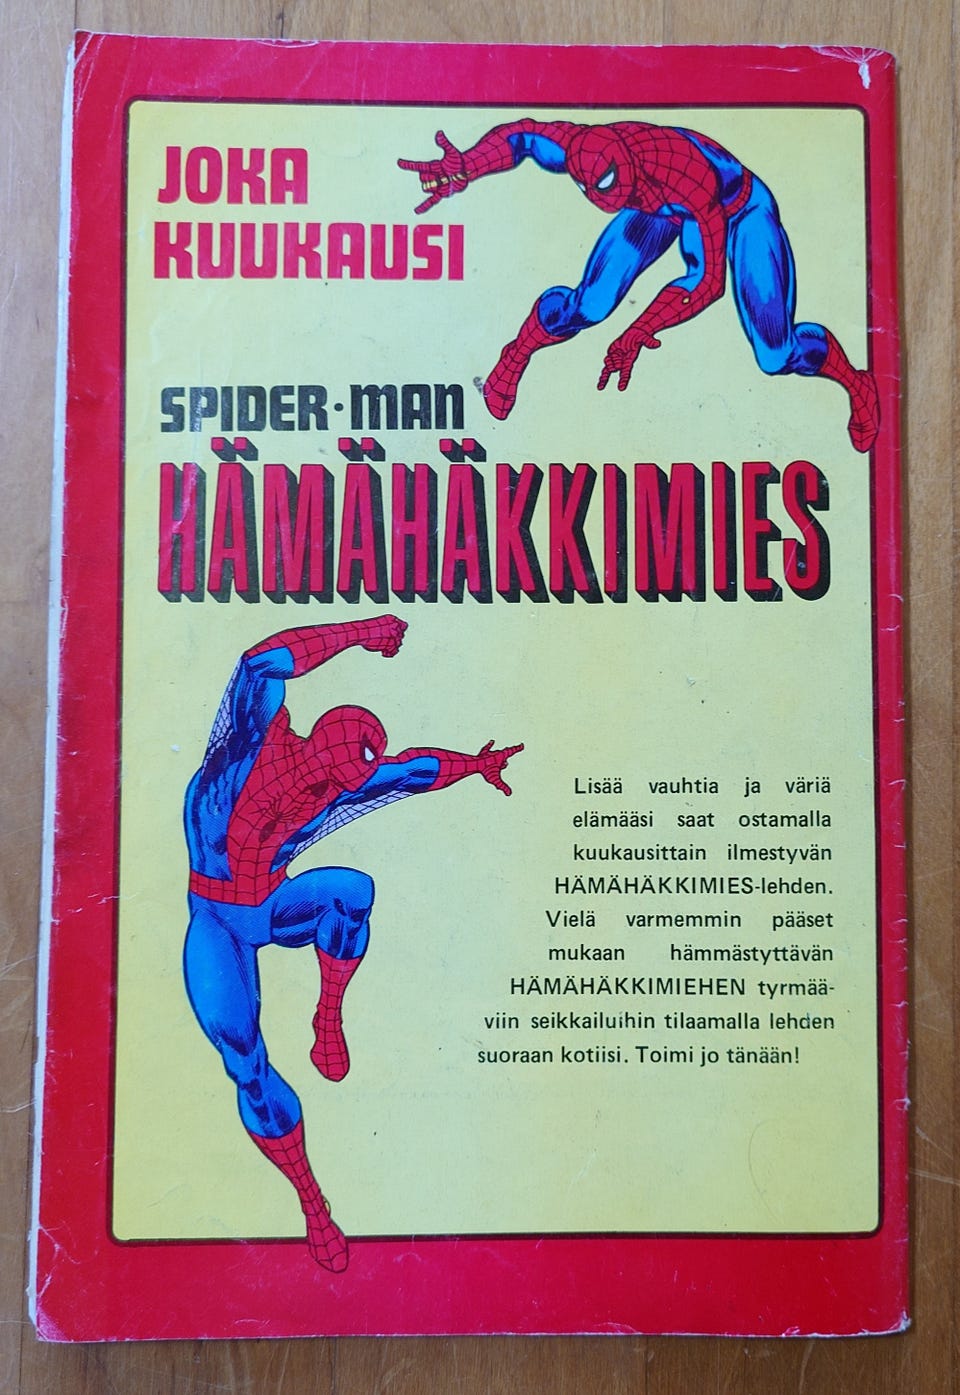 JOKA
KUUKAUSI
SPIDER·MAN
HÄMÄHÄKKIMIES
Lisää vauhtia ja väriä
elämääsi saat ostamalla
kuukausittain ilmestyvän
HÄMÄHÄKKIMIES-lehden.
Vielä varmemmin pääset
mukaan hämmästyttävän
HÄMÄHÄKKIMIEHEN tyrmää-
viin seikkailuihin tilaamalla lehden
suoraan kotiisi. Toimi jo tänään!